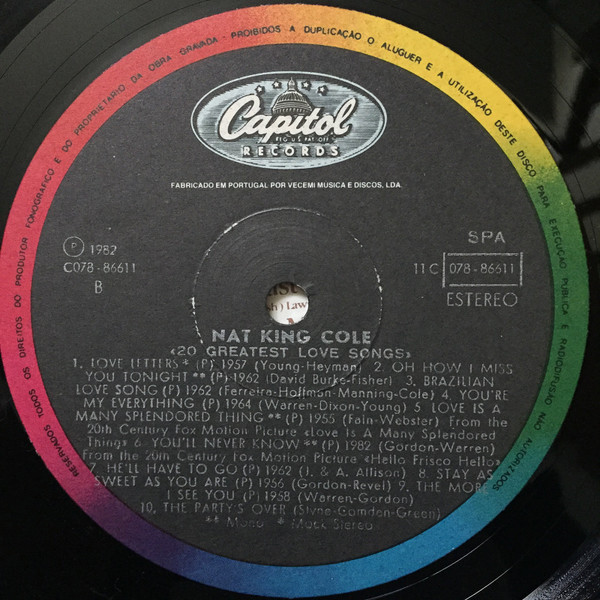 RESERVADOS TODOS OS DIREITOS DO PRODUTOR FONOGRAFICO E DO PROPRIETARIO DA OBRA GRAVADA - PROIBIDOS A DUPLICAÇÃO O ALUGUER E A UTILIZAÇÃO DESTE DISCO PARA EXECUÇÃO PUBLICA E RADIODIFUSÃO NÃO AUTORIZADOS
Capitol
REG. U.S. PAT. OFF.
RECORDS
FABRICADO EM PORTUGAL POR VECEMI MUSICA E DISCOS, LDA.
Ⓟ 1982
C078-86611
B
SPA
11C 078-86611
ESTEREO
Law
NAT KING COLE
«20 GREATEST LOVE SONGS»
1. LOVE LETTERS * (P) 1957 (Young-Heyman) 2. OH HOW I MISS
YOU TONIGHT ** (P) 1962 (David Burke-Fisher) 3. BRAZILIAN
LOVE SONG (P) 1962 (Ferreira-Hoffman-Manning-Cole) 4. YOU'RE
MY EVERYTHING (P) 1964 (Warren-Dixon-Young) 5 LOVE IS A
MANY SPLENDORED THING ** (P) 1955 (Fain-Webster) From the
20th Century Fox Motion Picture «Love Is A Many Splendored
Thing» 6. YOU'LL NEVER KNOW ** (P) 1982 (Gordon-Warren)
From the 20th Century Fox Motion Picture «Hello Frisco Hello»
7. HE'LL HAVE TO GO (P) 1962 (J. & A. Allison) 8. STAY AS
SWEET AS YOU ARE (P) 1966 (Gordon-Revel) 9. THE MORE
I SEE YOU (P) 1958 (Warren-Gordon)
10. THE PARTY'S OVER (Styne-Comden-Green)
** Mono * Mock Stereo